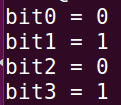 bit0 = 0
bit1 = 1
bit2 = 0
bit3 = 1